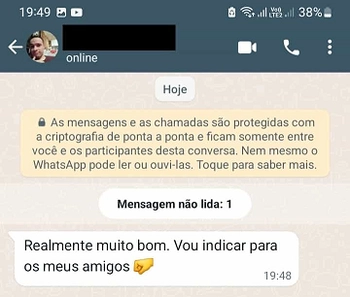 19:49 VoO LTE2 38%
online
Hoje
As mensagens e as chamadas são protegidas com
a criptografia de ponta a ponta e ficam somente entre
você e os participantes desta conversa. Nem mesmo o
WhatsApp pode ler ou ouvi-las. Toque para saber mais.
Mensagem não lida: 1
Realmente muito bom. Vou indicar para
os meus amigos 🤛
19:48